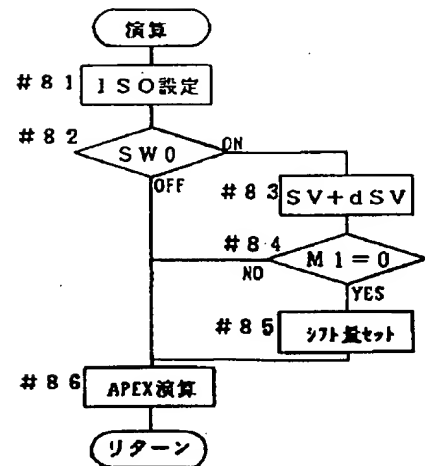 演算
#81 ISO設定
#82
SW0
ON
OFF
#83 SV+dSV
#84
M1=0
NO
YES
#85 シフト量セット
#86 APEX演算
リターン